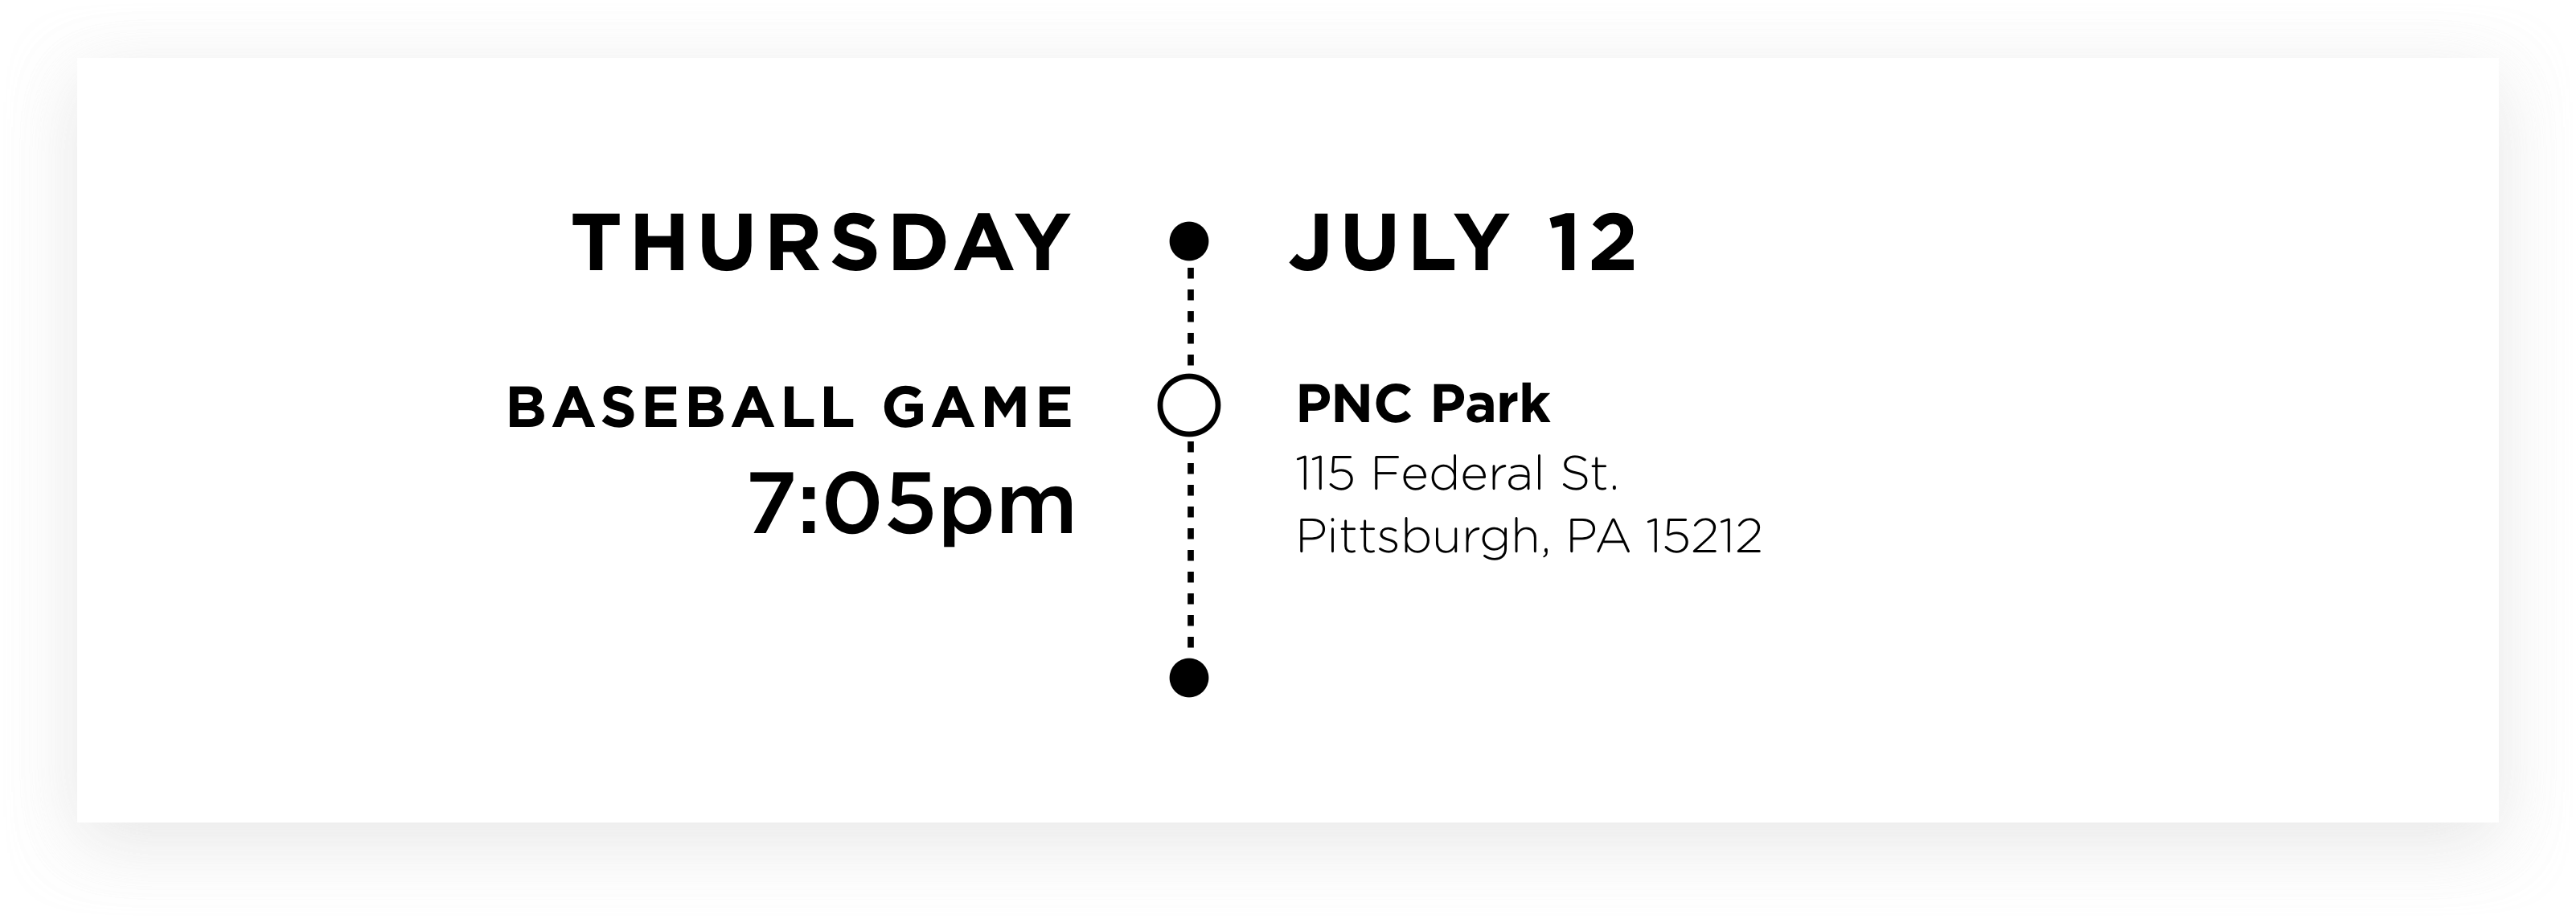 THURSDAY
JULY 12
BASEBALL GAME
7:05pm
PNC Park
115 Federal St.
Pittsburgh, PA 15212